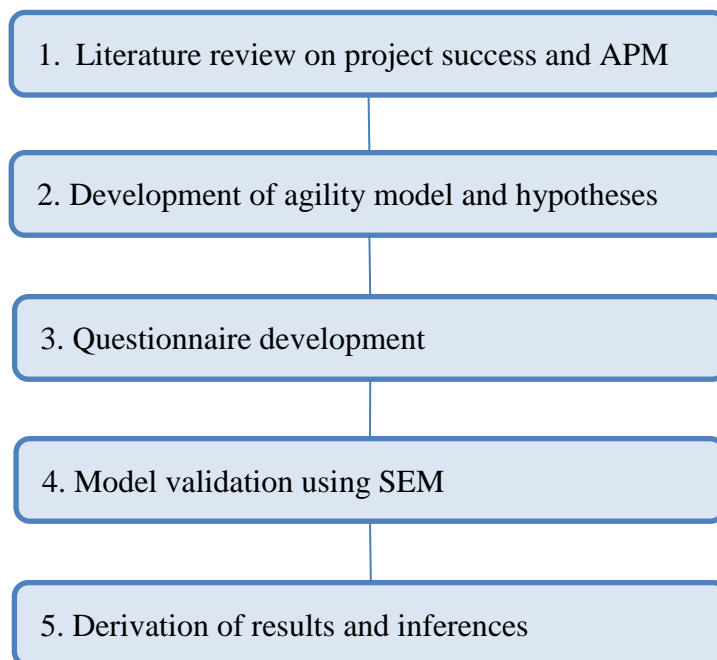 1. Literature review on project success and APM
2. Development of agility model and hypotheses
3. Questionnaire development
4. Model validation using SEM
5. Derivation of results and inferences